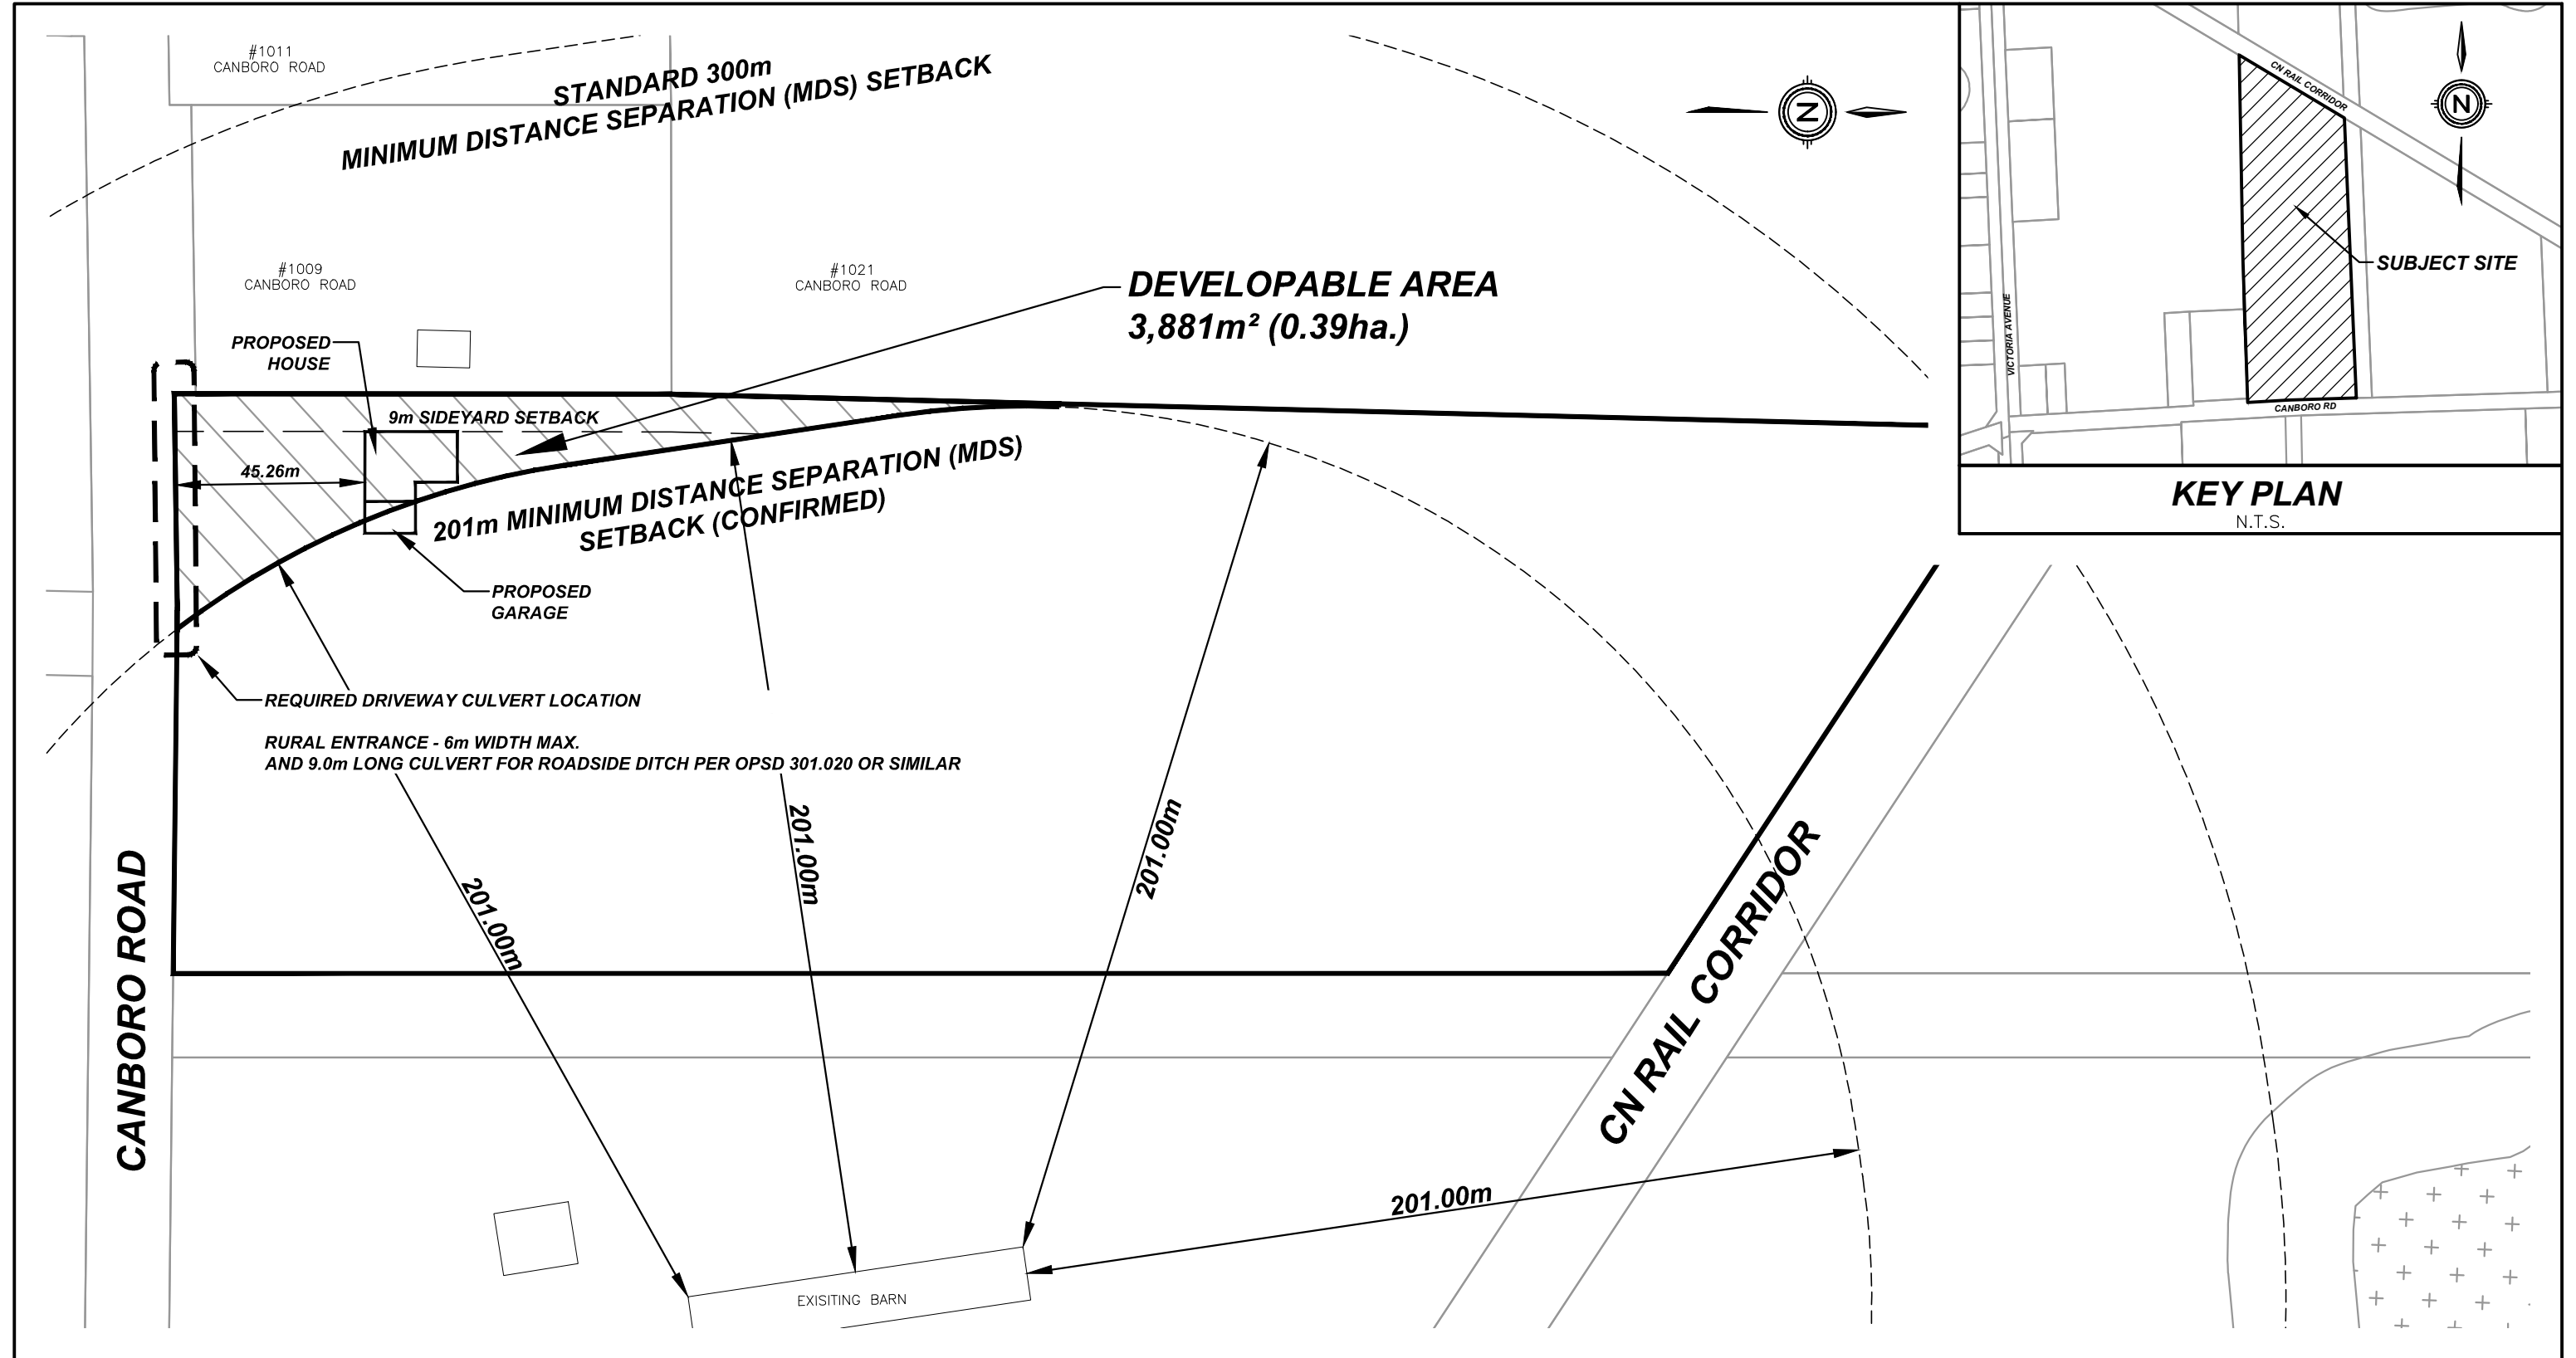 #1011
CANBORO ROAD
STANDARD 300m
MINIMUM DISTANCE SEPARATION (MDS) SETBACK
N
#1009
CANBORO ROAD
#1021
CANBORO ROAD
DEVELOPABLE AREA
3,881m² (0.39ha.)
PROPOSED
HOUSE
9m SIDEYARD SETBACK
45.26m
201m MINIMUM DISTANCE SEPARATION (MDS)
SETBACK (CONFIRMED)
PROPOSED
GARAGE
REQUIRED DRIVEWAY CULVERT LOCATION
RURAL ENTRANCE - 6m WIDTH MAX.
AND 9.0m LONG CULVERT FOR ROADSIDE DITCH PER OPSD 301.020 OR SIMILAR
201.00m
201.00m
201.00m
201.00m
CANBORO ROAD
CN RAIL CORRIDOR
EXISITING BARN
CN RAIL CORRIDOR
N
SUBJECT SITE
VICTORIA AVENUE
CANBORO RD
KEY PLAN
N.T.S.